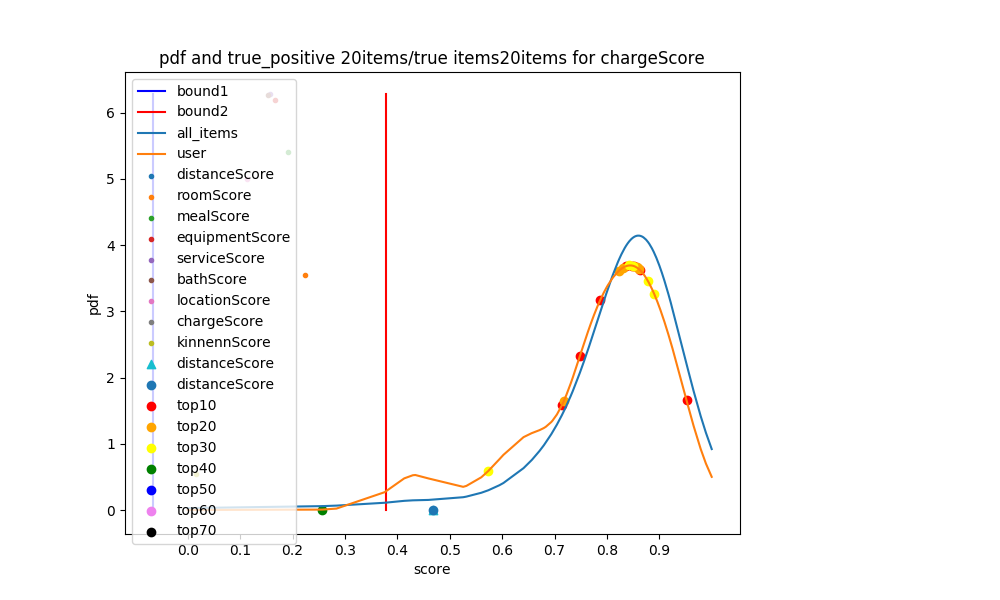 pdf and true_positive 20items/true items20items for chargeScore
bound1
bound2
all_items
user
distanceScore
roomScore
mealScore
equipmentScore
serviceScore
bathScore
locationScore
chargeScore
kinnennScore
distanceScore
distanceScore
top10
top20
top30
top40
top50
top60
top70
pdf
6
5
4
3
2
1
0
0.0 0.1 0.2 0.3 0.4 0.5 0.6 0.7 0.8 0.9
score